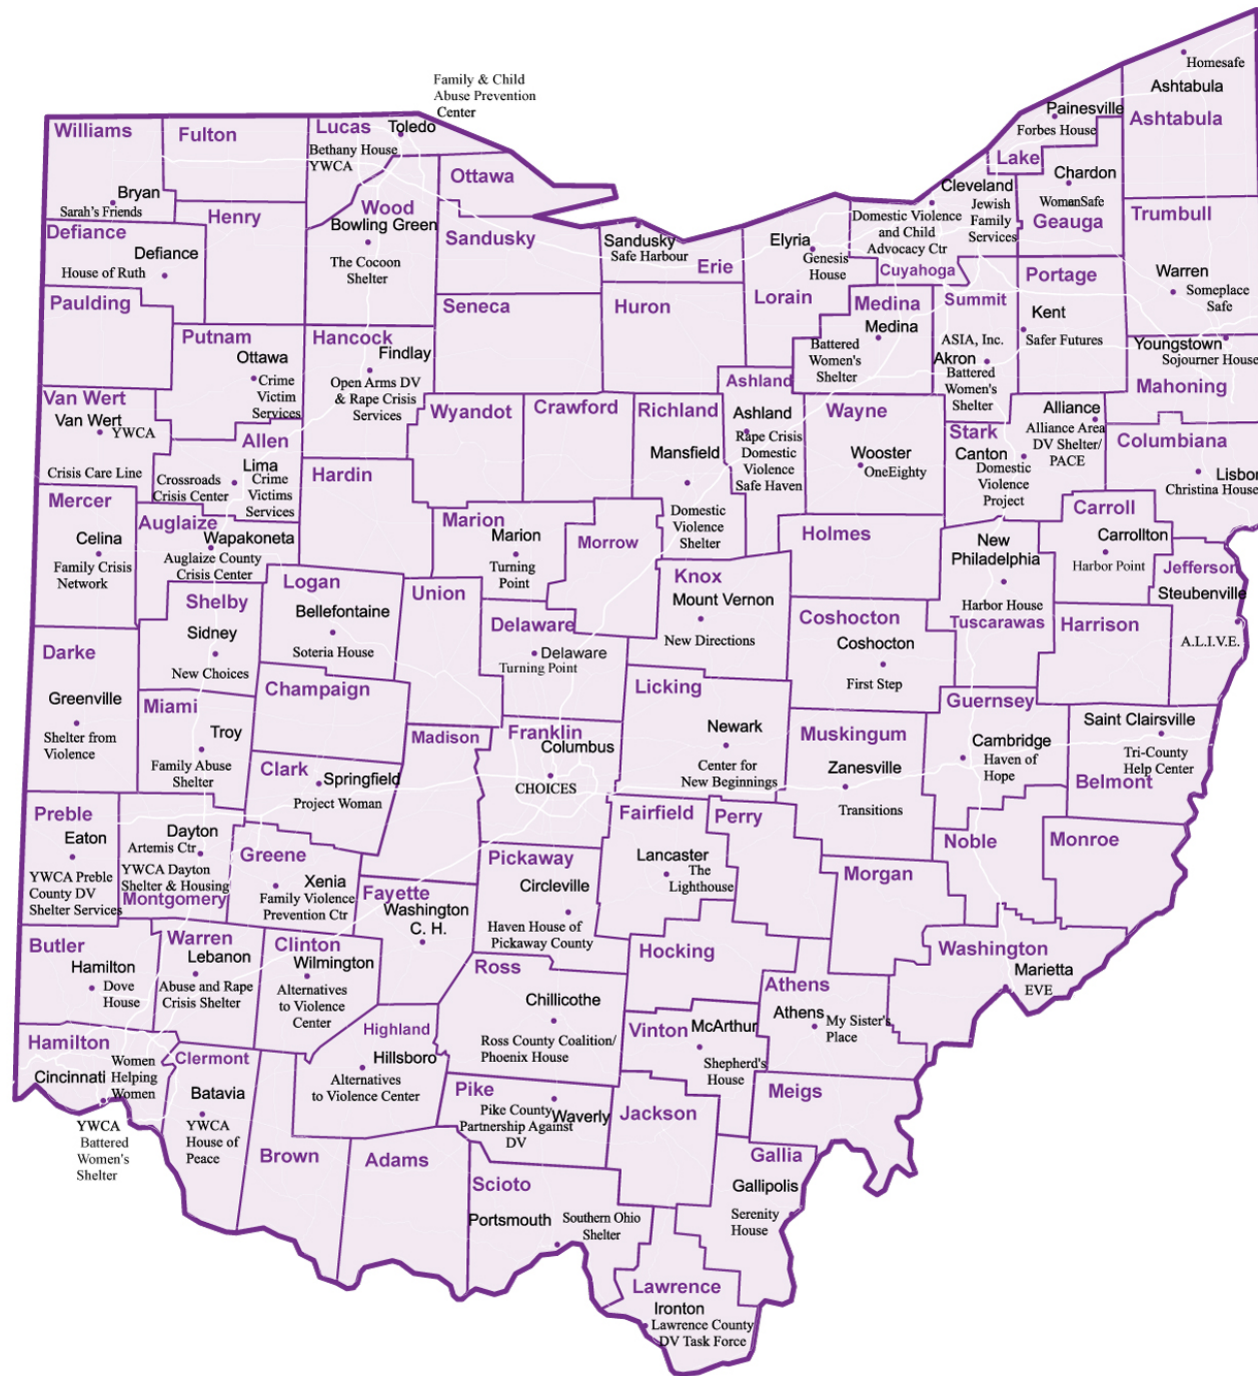 Homesafe
Ashtabula
Ashtabula
Family & Child
Abuse Prevention
Center
Painesville
Forbes House
Lake
Chardon
WomanSafe
Geauga
Williams
Bryan
Sarah's Friends
Fulton
Lucas
Toledo
Bethany House
YWCA
Ottawa
Wood
Bowling Green
The Cocoon
Shelter
Henry
Sandusky
Sandusky
Safe Harbour
Erie
Elyria
Genesis
House
Lorain
Cleveland
Jewish
Family
Services
Domestic Violence
and Child
Advocacy Ctr
Cuyahoga
Trumbull
Warren
Someplace
Safe
Defiance
Defiance
House of Ruth
Paulding
Putnam
Ottawa
Crime
Victim
Services
Hancock
Findlay
Open Arms DV
& Rape Crisis
Services
Seneca
Huron
Medina
Medina
Battered
Women's
Shelter
Summit
ASIA, Inc.
Akron
Battered
Women's
Shelter
Portage
Kent
Safer Futures
Youngstown
Sojourner House
Mahoning
Van Wert
Van Wert
YWCA
Crisis Care Line
Allen
Lima
Crossroads
Crisis Center
Crime
Victims
Services
Hardin
Wyandot
Crawford
Richland
Mansfield
Domestic
Violence
Shelter
Ashland
Ashland
Rape Crisis
Domestic
Violence
Safe Haven
Wayne
Wooster
OneEighty
Stark
Canton
Domestic
Violence
Project
Alliance
Alliance Area
DV Shelter/
PACE
Columbiana
Lisbon
Christina House
Mercer
Celina
Family Crisis
Network
Auglaize
Wapakoneta
Auglaize County
Crisis Center
Marion
Marion
Turning
Point
Morrow
Holmes
New
Philadelphia
Harbor House
Tuscarawas
Carroll
Carrollton
Harbor Point
Jefferson
Steubenville
A.L.I.V.E.
Shelby
Sidney
New Choices
Logan
Bellefontaine
Soteria House
Union
Delaware
Delaware
Turning Point
Knox
Mount Vernon
New Directions
Coshocton
Coshocton
First Step
Harrison
Darke
Greenville
Shelter from
Violence
Miami
Troy
Family Abuse
Shelter
Champaign
Madison
Franklin
Columbus
CHOICES
Licking
Newark
Center for
New Beginnings
Muskingum
Zanesville
Transitions
Guernsey
Cambridge
Haven of
Hope
Saint Clairsville
Tri-County
Help Center
Belmont
Clark
Springfield
Project Woman
Preble
Eaton
YWCA Preble
County DV
Shelter Services
Dayton
Artemis Ctr
YWCA Dayton
Shelter & Housing
Montgomery
Greene
Xenia
Family Violence
Prevention Ctr
Fayette
Washington
C. H.
Pickaway
Circleville
Haven House of
Pickaway County
Fairfield
Lancaster
The
Lighthouse
Perry
Morgan
Noble
Monroe
Butler
Hamilton
Dove
House
Warren
Lebanon
Abuse and Rape
Crisis Shelter
Clinton
Wilmington
Alternatives
to Violence
Center
Ross
Chillicothe
Ross County Coalition/
Phoenix House
Hocking
Athens
Athens
My Sister's
Place
Washington
Marietta
EVE
Hamilton
Cincinnati
Women
Helping
Women
YWCA
Battered
Women's
Shelter
Clermont
Batavia
YWCA
House of
Peace
Highland
Hillsboro
Alternatives
to Violence Center
Vinton
McArthur
Shepherd's
House
Meigs
Pike
Pike County
Waverly
Partnership Against
DV
Jackson
Brown
Adams
Scioto
Portsmouth
Southern Ohio
Shelter
Gallia
Gallipolis
Serenity
House
Lawrence
Ironton
Lawrence County
DV Task Force